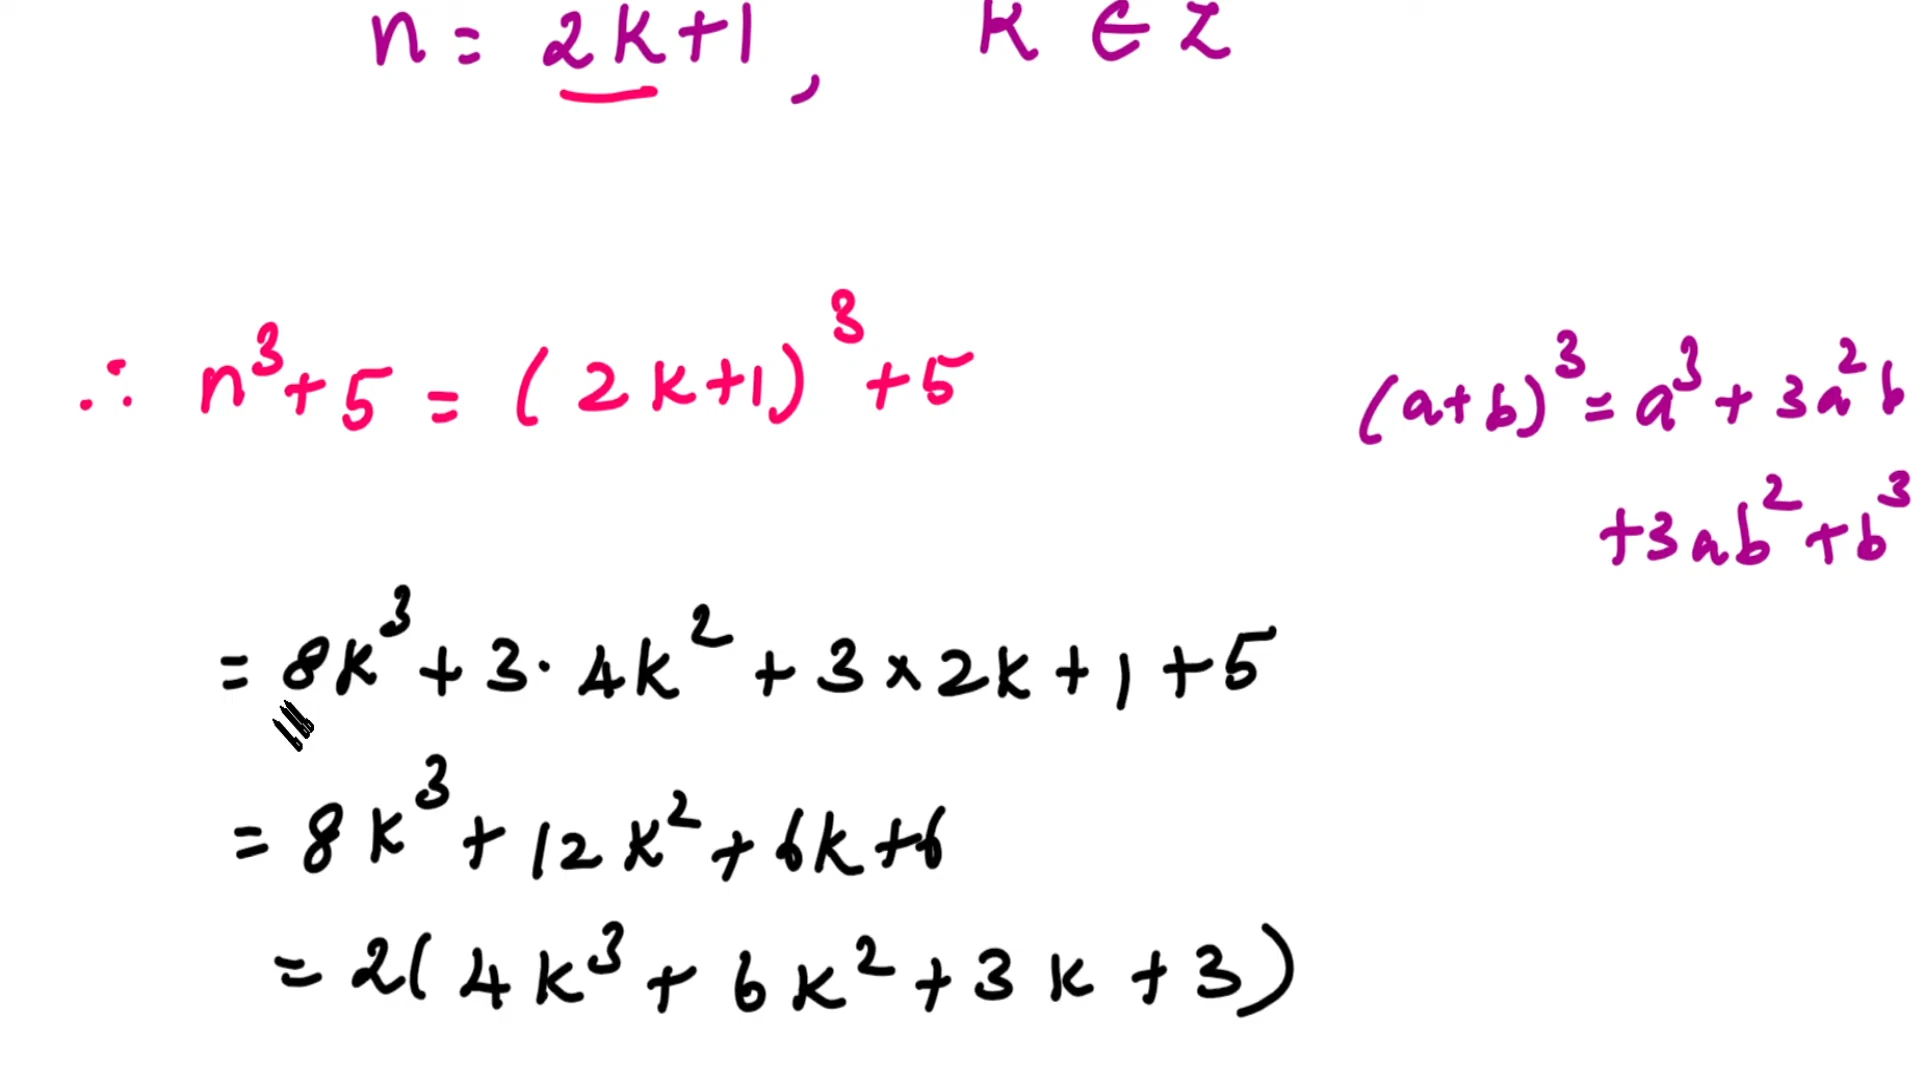 n = 2k+1, k ∈ z
∴ n³+5 = (2k+1)³+5
(a+b)³ = a³+3a²b
+3ab²+b³
= 8k³+3·4k²+3×2k+1+5
= 8k³+12k²+6k+6
= 2(4k³+6k²+3k+3)